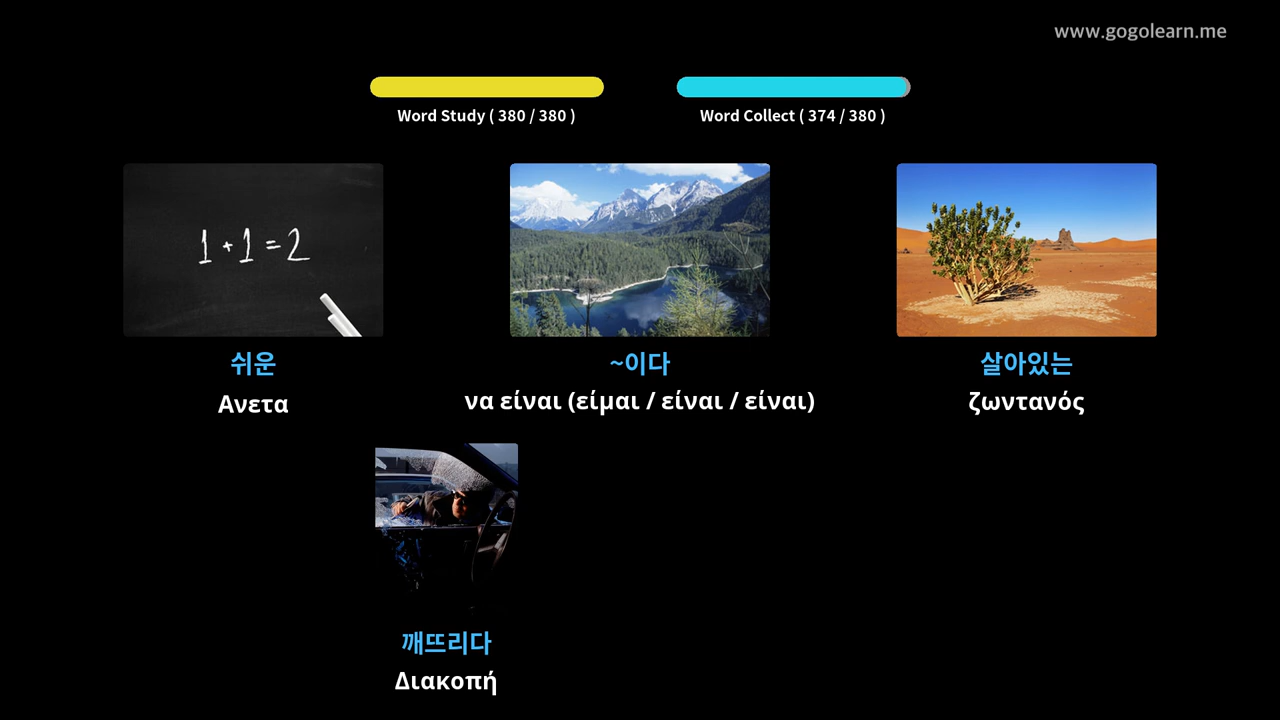 www.gogolearn.me
Word Study ( 380 / 380 )
Word Collect ( 374 / 380 )
1 + 1 = 2
쉬운
Ανετα
~이다
να είναι (είμαι / είναι / είναι)
살아있는
ζωντανός
깨뜨리다
Διακοπή